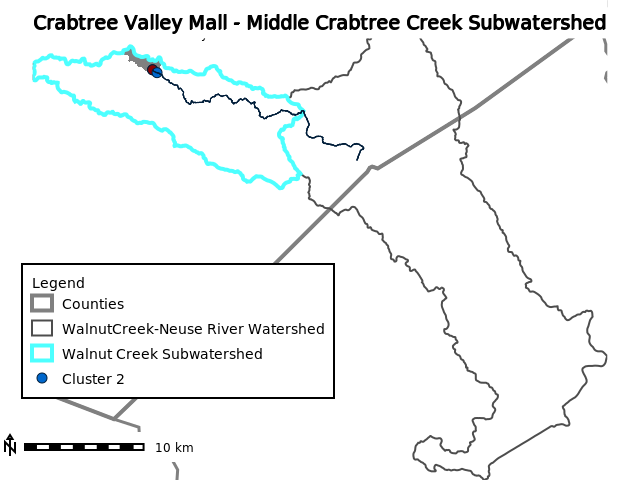 Crabtree Valley Mall - Middle Crabtree Creek Subwatershed
Legend
Counties
WalnutCreek-Neuse River Watershed
Walnut Creek Subwatershed
Cluster 2
N
10 km